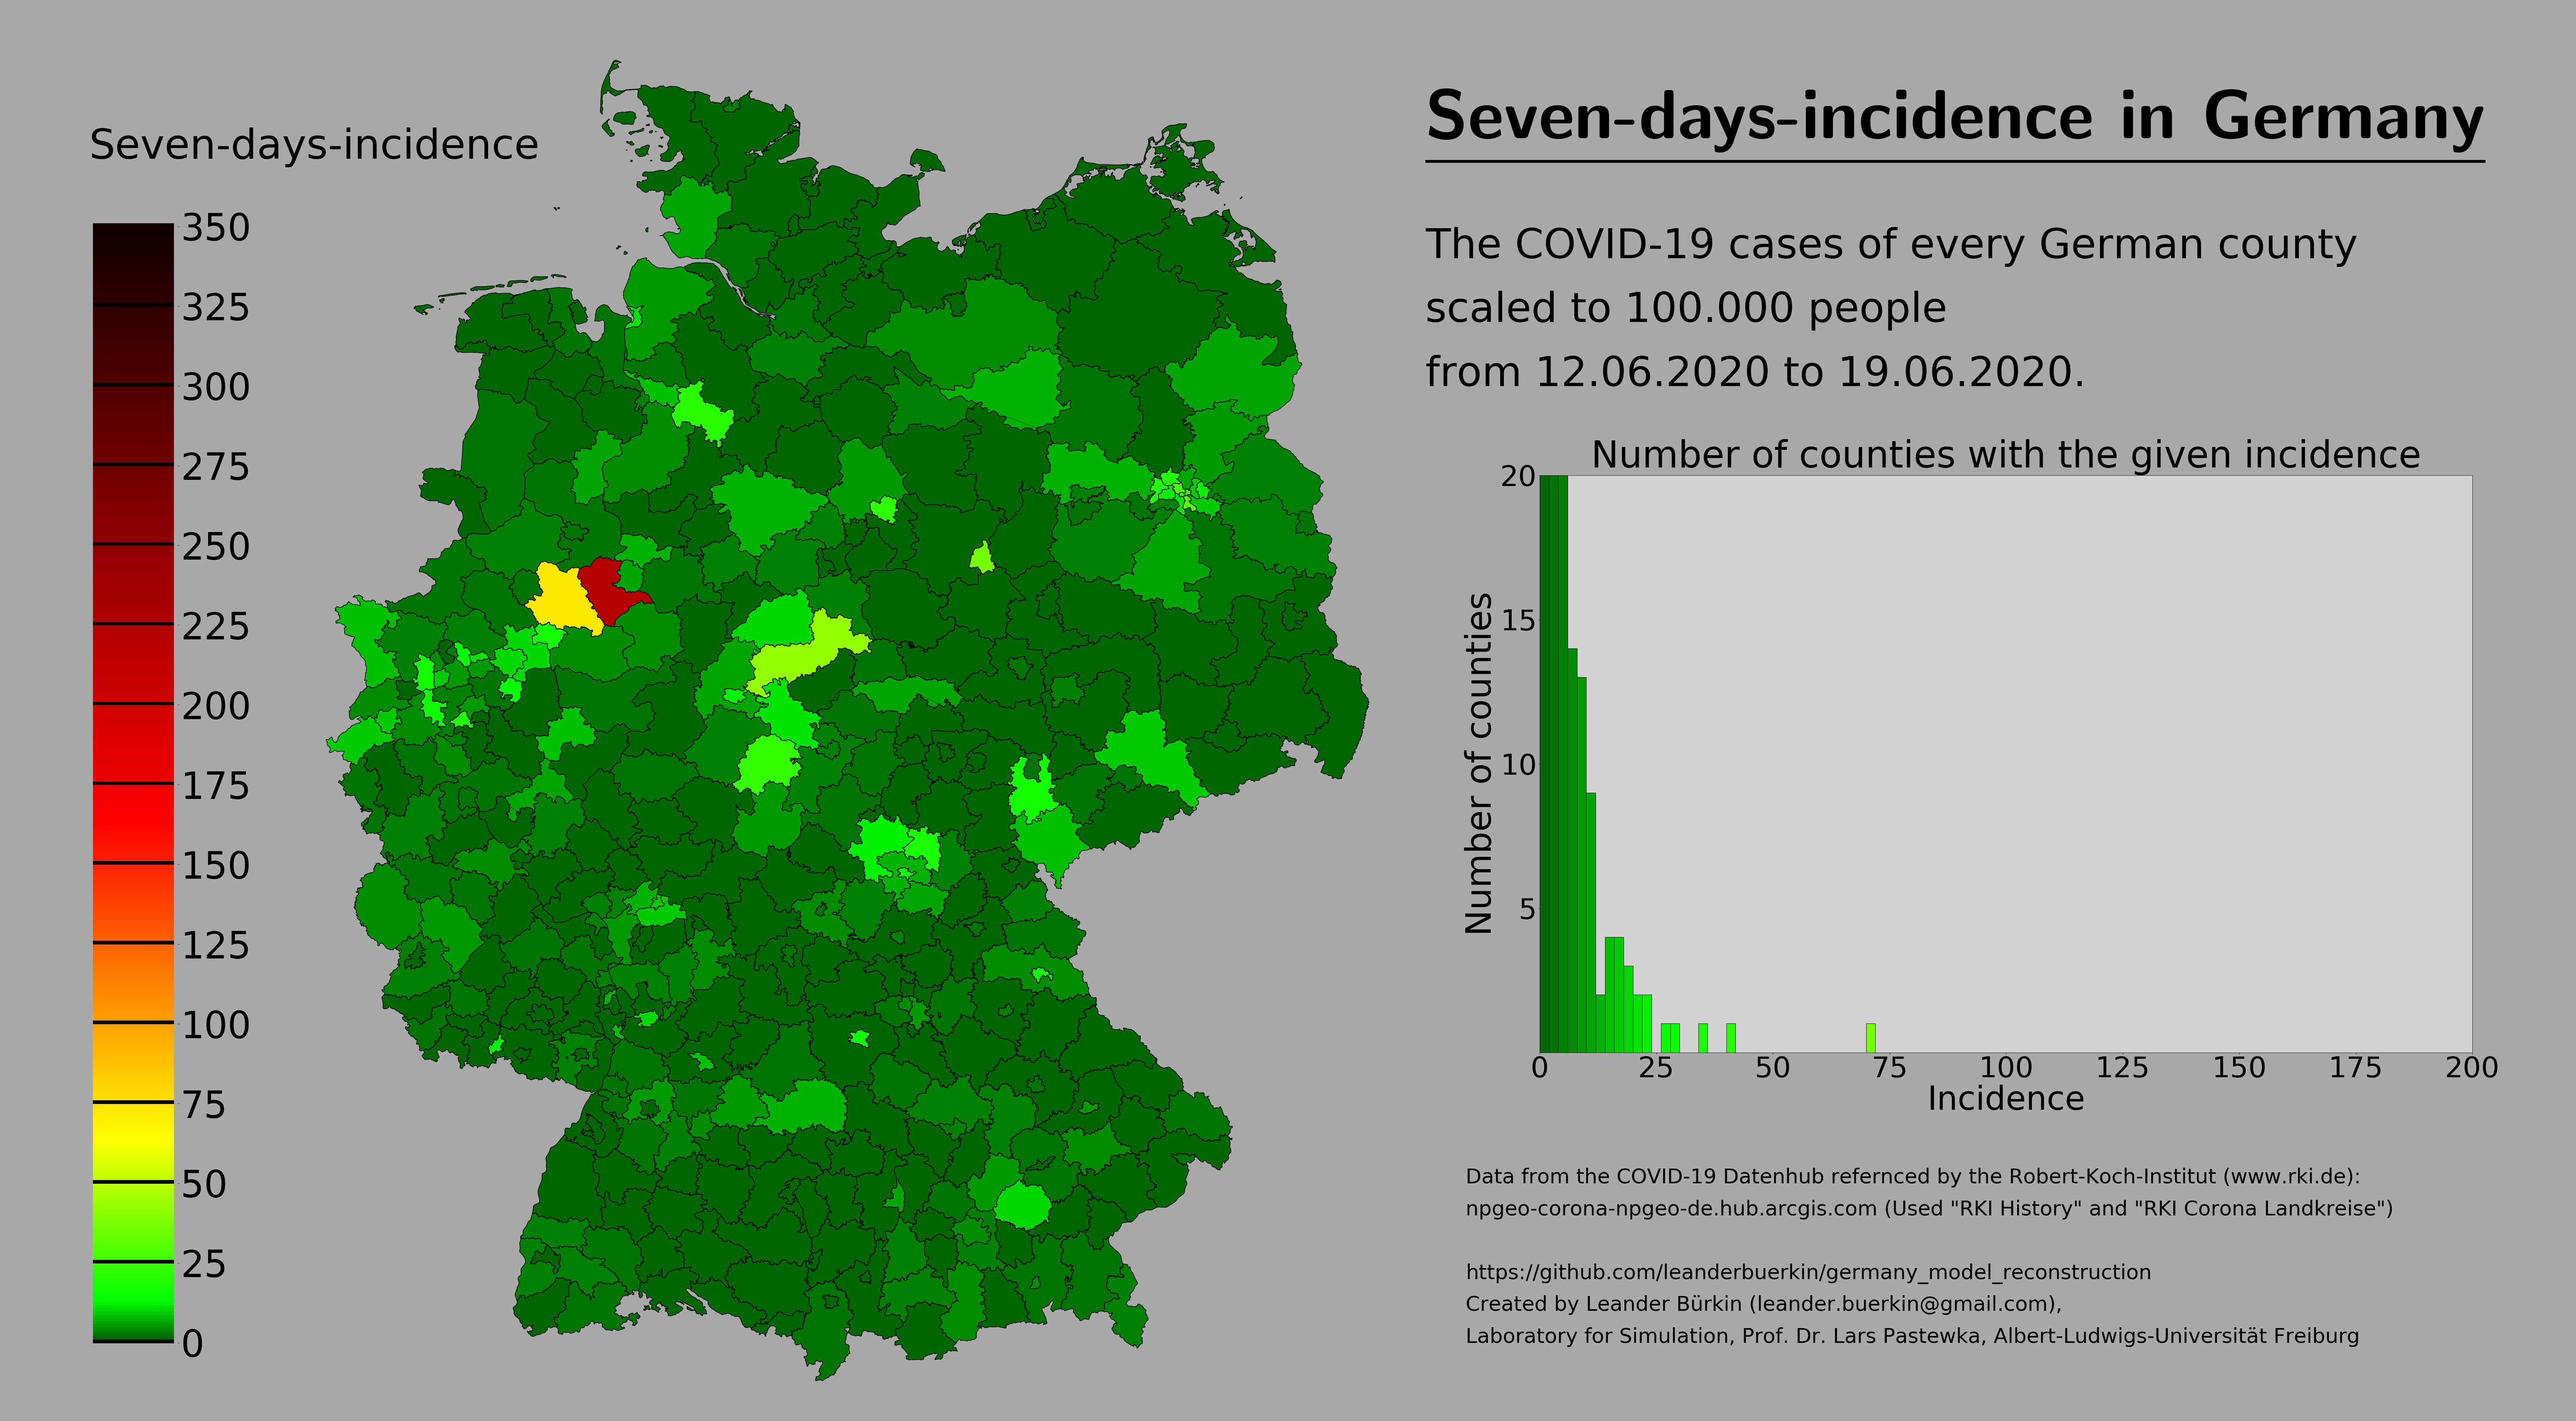 Seven-days-incidence
350
325
300
275
250
225
200
175
150
125
100
75
50
25
0
Seven-days-incidence in Germany
The COVID-19 cases of every German county
scaled to 100.000 people
from 12.06.2020 to 19.06.2020.
Number of counties with the given incidence
20
15
10
5
Number of counties
0 25 50 75 100 125 150 175 200
Incidence
Data from the COVID-19 Datenhub refernced by the Robert-Koch-Institut (www.rki.de):
npgeo-corona-npgeo-de.hub.arcgis.com (Used "RKI History" and "RKI Corona Landkreise")
https://github.com/leanderbuerkin/germany_model_reconstruction
Created by Leander Bürkin (leander.buerkin@gmail.com),
Laboratory for Simulation, Prof. Dr. Lars Pastewka, Albert-Ludwigs-Universität Freiburg